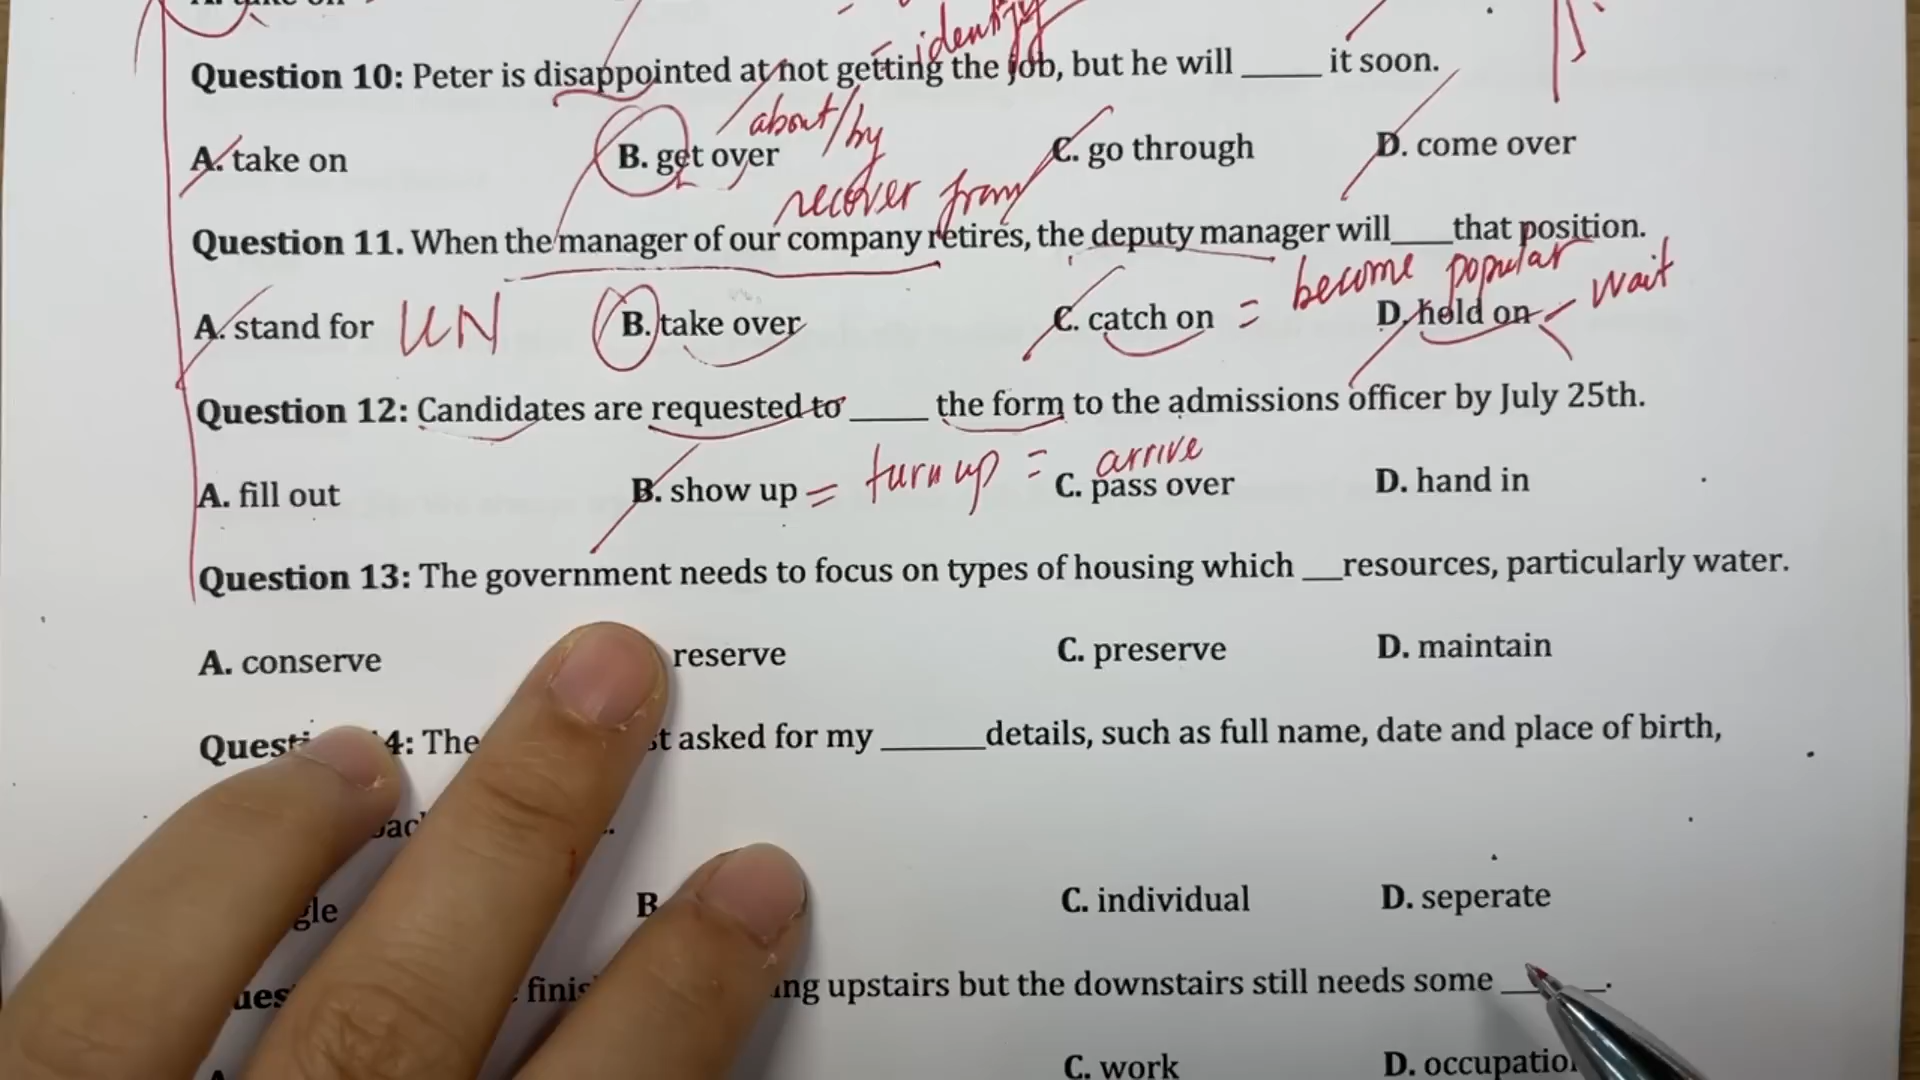 identify
Question 10: Peter is disappointed at not getting the job, but he will _____ it soon.
about/by
A. take on B. get over C. go through D. come over
recover from
Question 11. When the manager of our company retires, the deputy manager will____that position.
become popular wait
A. stand for UN B. take over C. catch on = D. hold on
Question 12: Candidates are requested to _____ the form to the admissions officer by July 25th.
A. fill out B. show up = turn up = arrive C. pass over D. hand in
Question 13: The government needs to focus on types of housing which ___resources, particularly water.
A. conserve reserve C. preserve D. maintain
4: The asked for my ______details, such as full name, date and place of birth,
B C. individual D. seperate
upstairs but the downstairs still needs some ______.
C. work